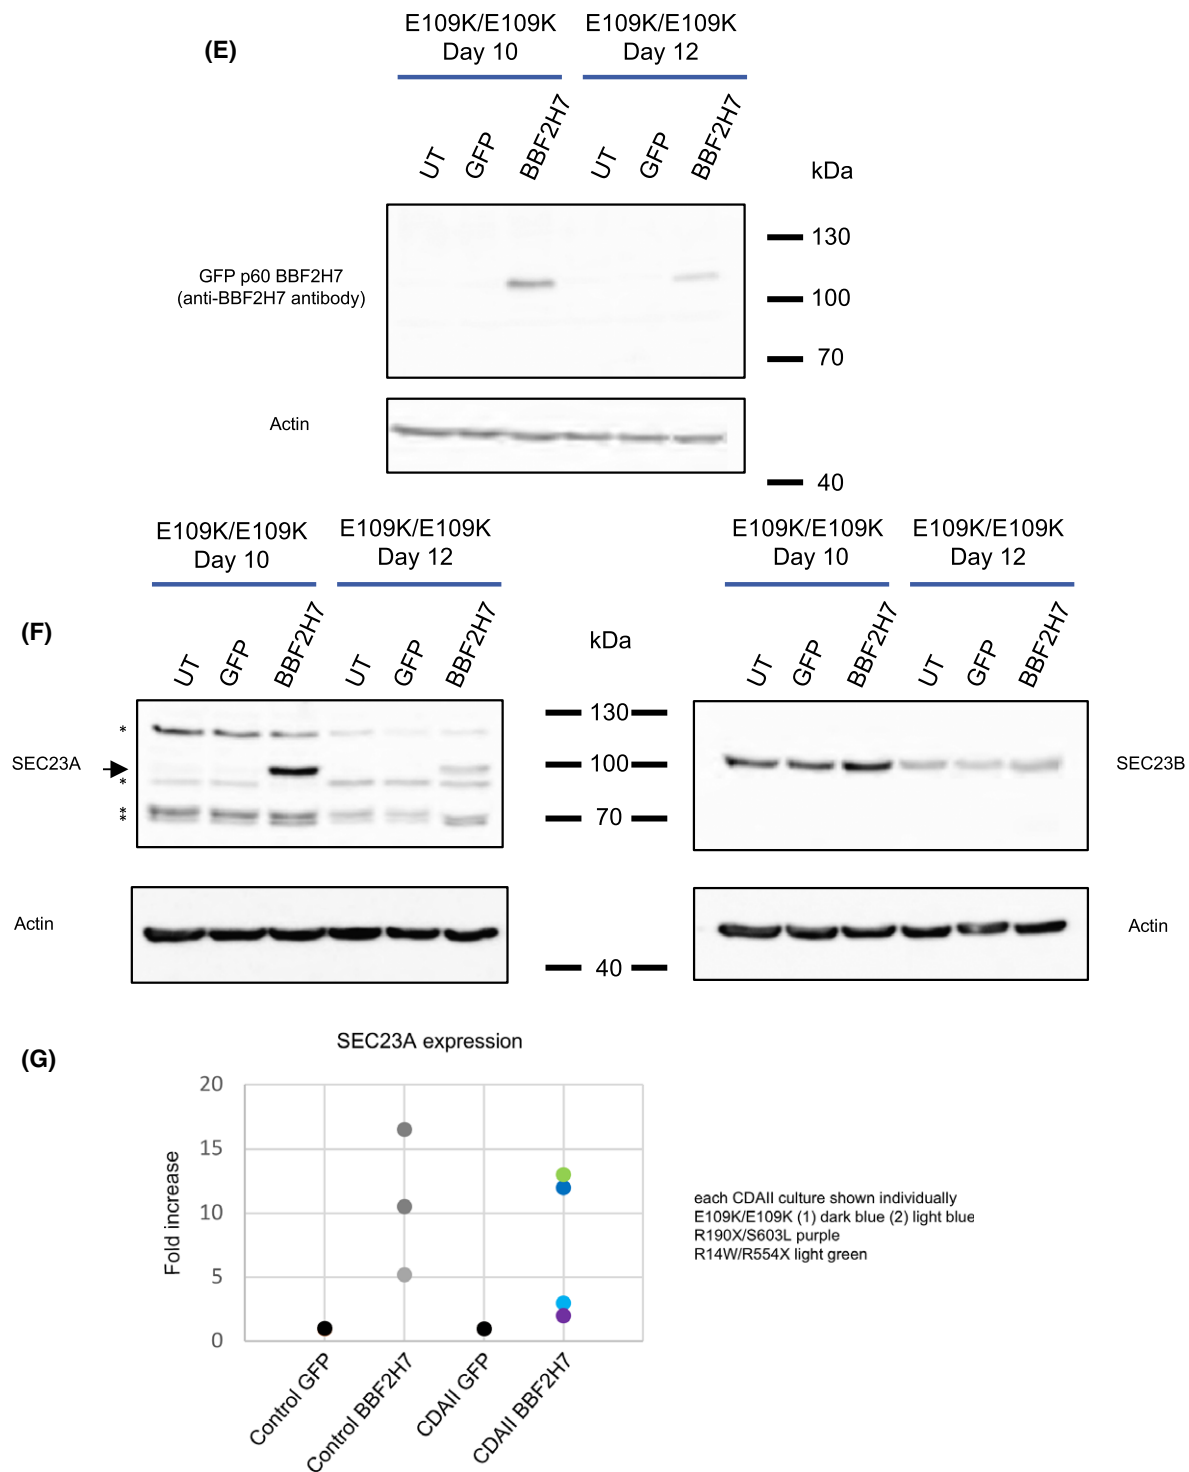 (E)
E109K/E109K
Day 10
E109K/E109K
Day 12
UT
GFP
BBF2H7
UT
GFP
BBF2H7
kDa
GFP p60 BBF2H7
(anti-BBF2H7 antibody)
130
100
70
Actin
40
(F)
E109K/E109K
Day 10
E109K/E109K
Day 12
UT
GFP
BBF2H7
UT
GFP
BBF2H7
kDa
E109K/E109K
Day 10
E109K/E109K
Day 12
UT
GFP
BBF2H7
UT
GFP
BBF2H7
*
SEC23A
*
*
*
130
100
70
SEC23B
Actin
40
Actin
(G)
SEC23A expression
Fold increase
20
15
10
5
0
Control GFP
Control BBF2H7
CDAII GFP
CDAII BBF2H7
each CDAII culture shown individually
E109K/E109K (1) dark blue (2) light blue
R190X/S603L purple
R14W/R554X light green